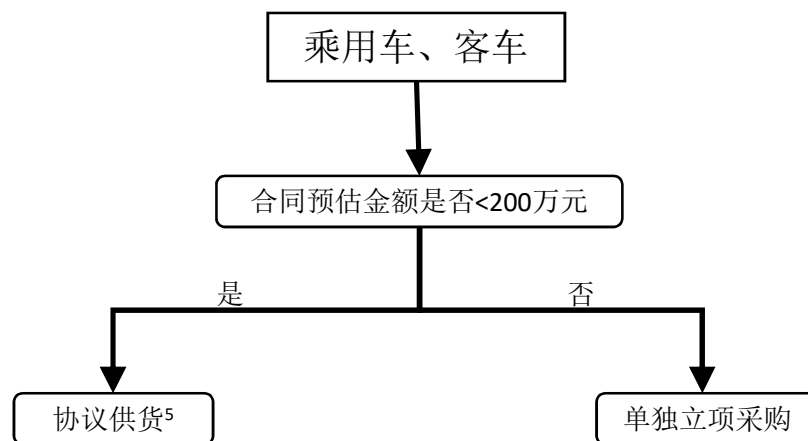 乘用车、客车
合同预估金额是否<200万元
是
否
协议供货5
单独立项采购